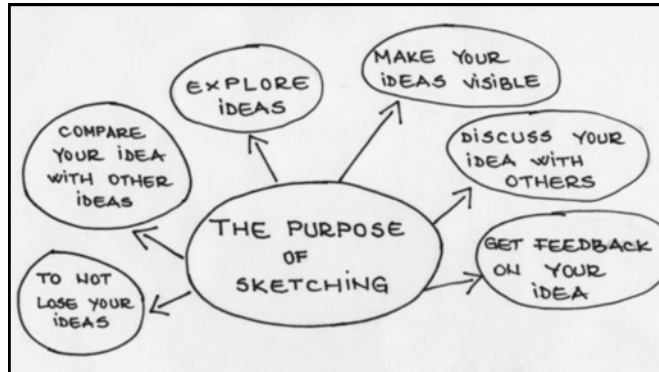 EXPLORE
IDEAS
MAKE YOUR
IDEAS VISIBLE
COMPARE
YOUR IDEA
WITH OTHER
IDEAS
DISCUSS YOUR
IDEA WITH
OTHERS
THE PURPOSE
OF
SKETCHING
GET FEEDBACK
ON YOUR
IDEA
TO NOT
LOSE YOUR
IDEAS